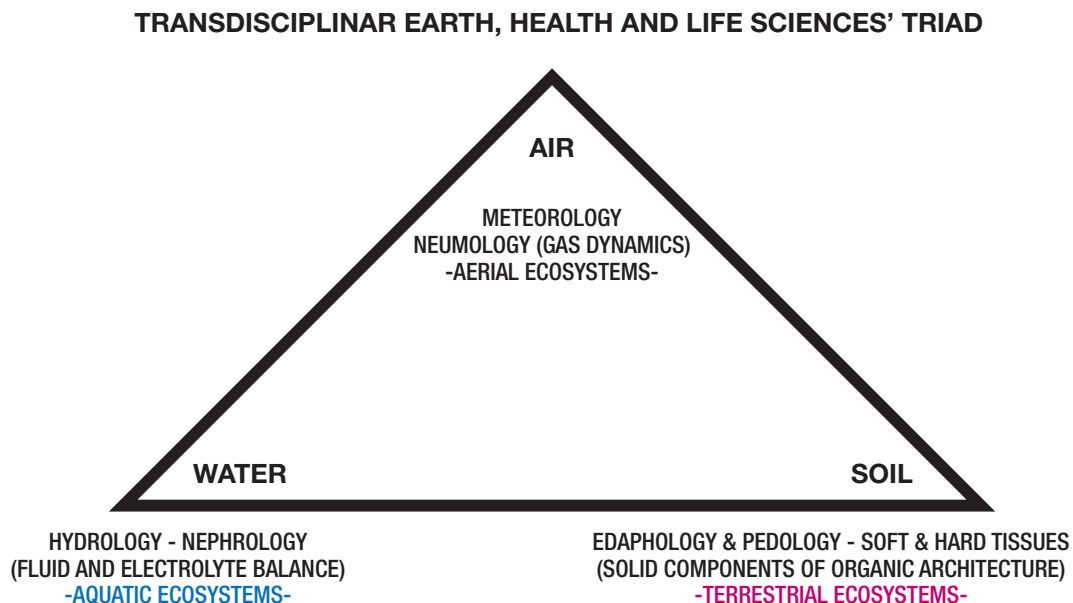 TRANSDISCIPLINAR EARTH, HEALTH AND LIFE SCIENCES’ TRIAD
AIR
METEOROLOGY
NEUMOLOGY (GAS DYNAMICS)
-AERIAL ECOSYSTEMS-
WATER
SOIL
HYDROLOGY - NEPHROLOGY
(FLUID AND ELECTROLYTE BALANCE)
-AQUATIC ECOSYSTEMS-
EDAPHOLOGY & PEDOLOGY - SOFT & HARD TISSUES
(SOLID COMPONENTS OF ORGANIC ARCHITECTURE)
-TERRESTRIAL ECOSYSTEMS-